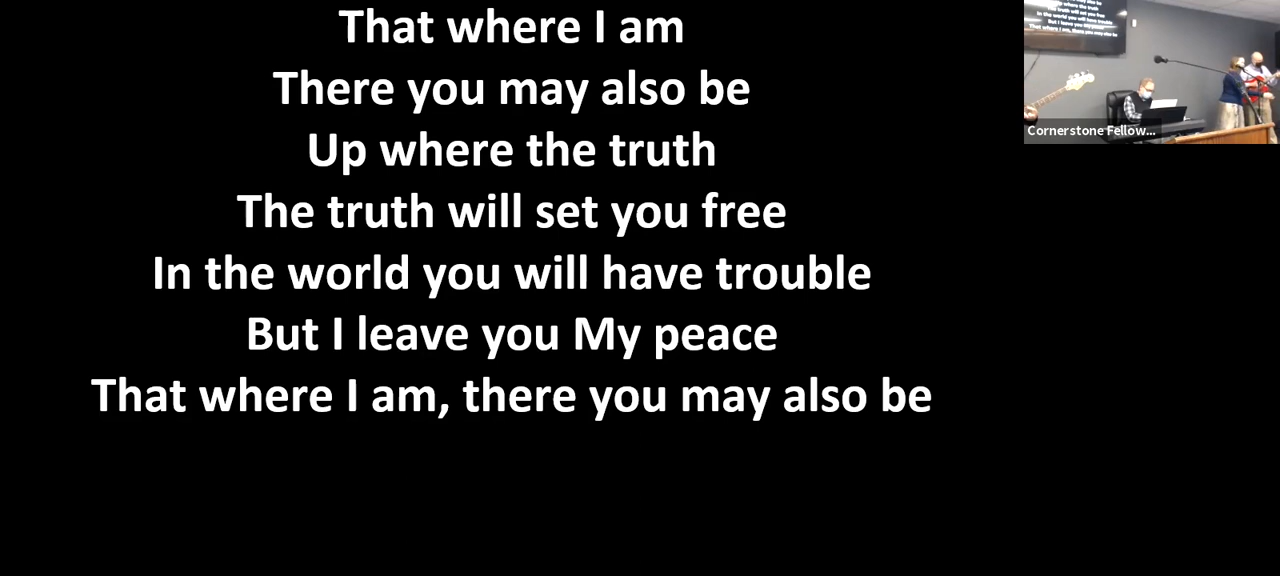 That where I am
There you may also be
Up where the truth
The truth will set you free
In the world you will have trouble
But I leave you My peace
That where I am, there you may also be
Cornerstone Fellow...